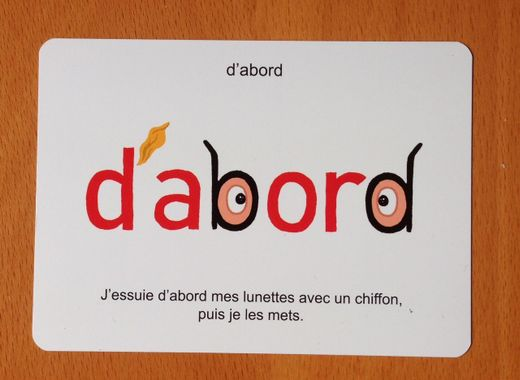 d'abord
d'abord
J'essuie d'abord mes lunettes avec un chiffon,
puis je les mets.